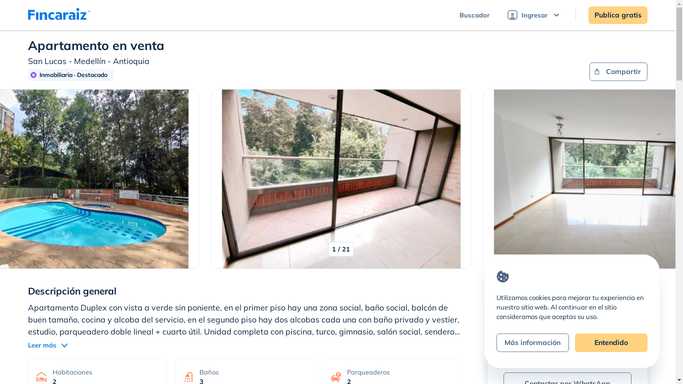 Fincaraiz
Buscador
Ingresar
Publica gratis
Apartamento en venta
San Lucas - Medellín - Antioquia
Inmobiliaria · Destacado
Compartir
1 / 21
Descripción general
Apartamento Duplex con vista a verde sin poniente, en el primer piso hay una zona social, baño social, balcón de
buen tamaño, cocina y alcoba del servicio, en el segundo piso hay dos alcobas cada una con baño privado y vestier,
estudio, parqueadero doble lineal + cuarto útil. Unidad completa con piscina, turco, gimnasio, salón social, sendero...
Leer más
Habitaciones
2
Baños
3
Parqueaderos
2
Utilizamos cookies para mejorar tu experiencia en
nuestro sitio web. Al continuar en el sitio
consideramos que aceptas su uso.
Más información
Entendido
Contactar por WhatsApp